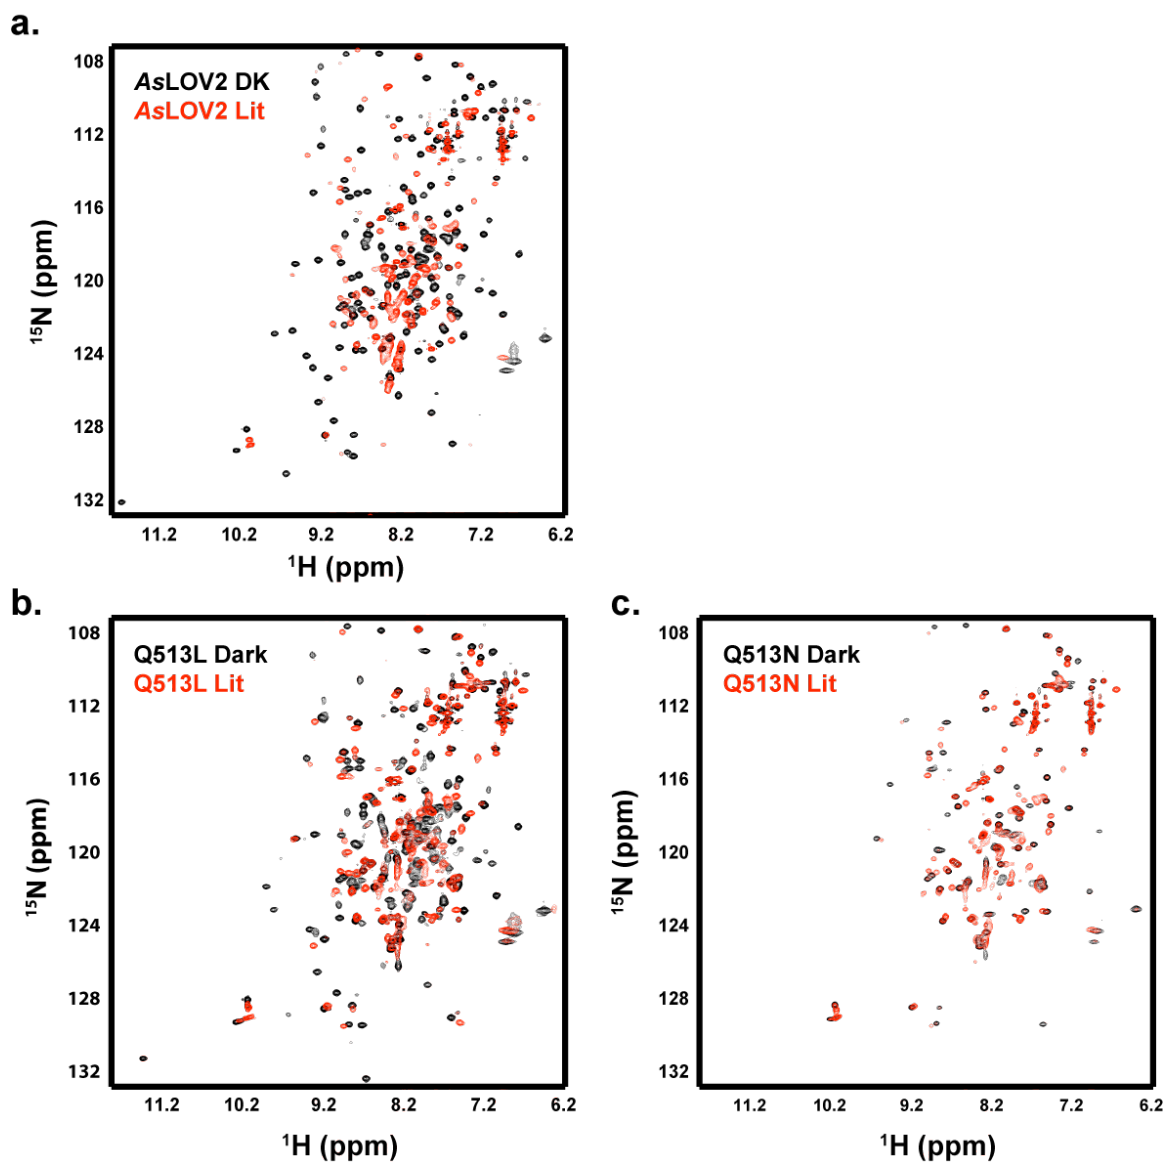 a.
AsLOV2 DK
AsLOV2 Lit
108
112
116
120
124
128
132
15N (ppm)
11.2 10.2 9.2 8.2 7.2 6.2
1H (ppm)
b.
Q513L Dark
Q513L Lit
108
112
116
120
124
128
132
15N (ppm)
11.2 10.2 9.2 8.2 7.2 6.2
1H (ppm)
c.
Q513N Dark
Q513N Lit
108
112
116
120
124
128
132
15N (ppm)
11.2 10.2 9.2 8.2 7.2 6.2
1H (ppm)